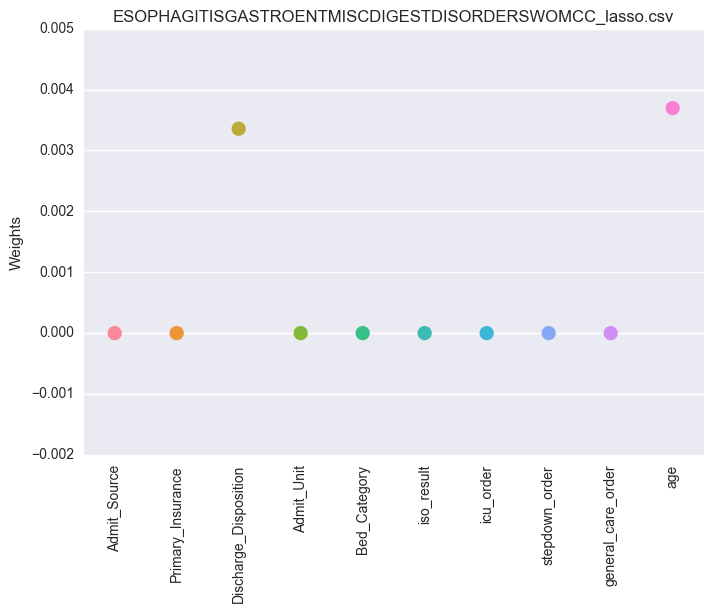 ESOPHAGITISGASTROENTMISCDIGESTDISORDERSWOMCC_lasso.csv
0.005
0.004
0.003
0.002
0.001
0.000
−0.001
−0.002
Weights
Admit_Source
Primary_Insurance
Discharge_Disposition
Admit_Unit
Bed_Category
iso_result
icu_order
stepdown_order
general_care_order
age